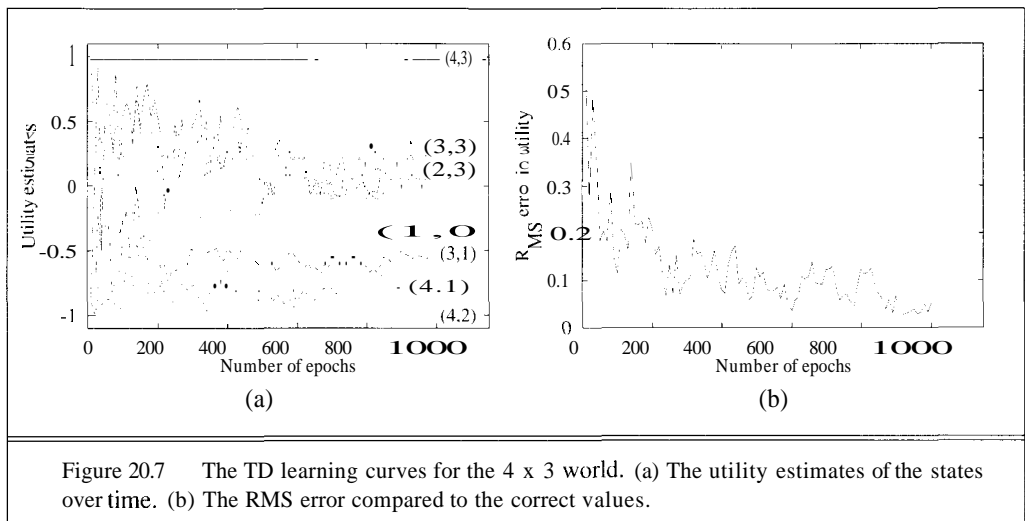 1
0.5
0
-0.5
-1
Utility estimates
(4,3)
(3,3)
(2,3)
(1,0
(3,1)
(4.1)
(4.2)
0 200 400 600 800 1000
Number of epochs
(a)
0.6
0.5
0.4
0.3
0.2
0.1
0
RMS error in utility
0 200 400 600 800 1000
Number of epochs
(b)
Figure 20.7 The TD learning curves for the 4 x 3 world. (a) The utility estimates of the states
over time. (b) The RMS error compared to the correct values.